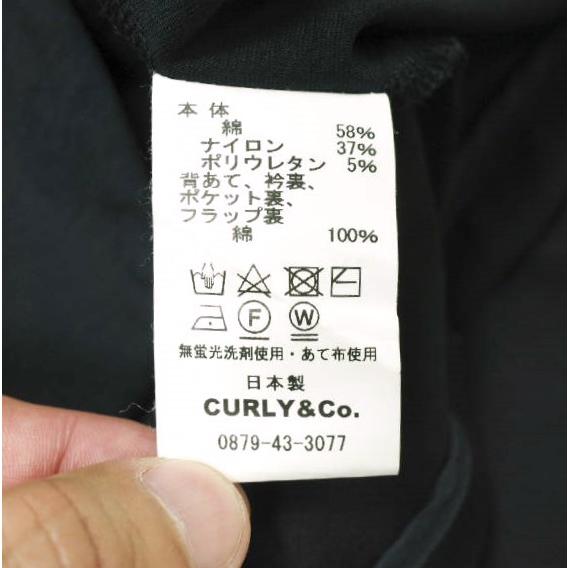 本体
綿 58%
ナイロン 37%
ポリウレタン 5%
背あて、衿裏、
ポケット裏、
フラップ裏
綿 100%
F W
無蛍光洗剤使用・あて布使用
日本製
CURLY&Co.
0879-43-3077